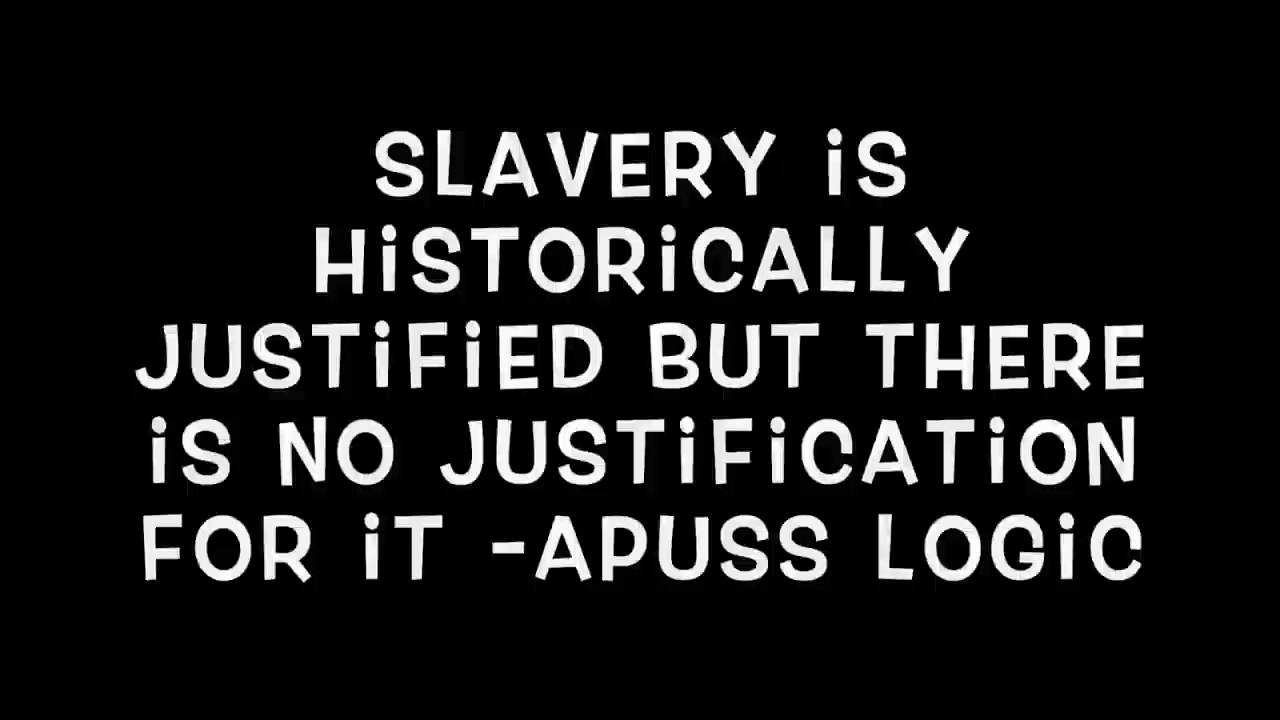 SLAVERY iS
HiSTORiCALLY
JUSTiFiED BUT THERE
iS NO JUSTiFiCATiON
FOR iT -APUSS LOGiC